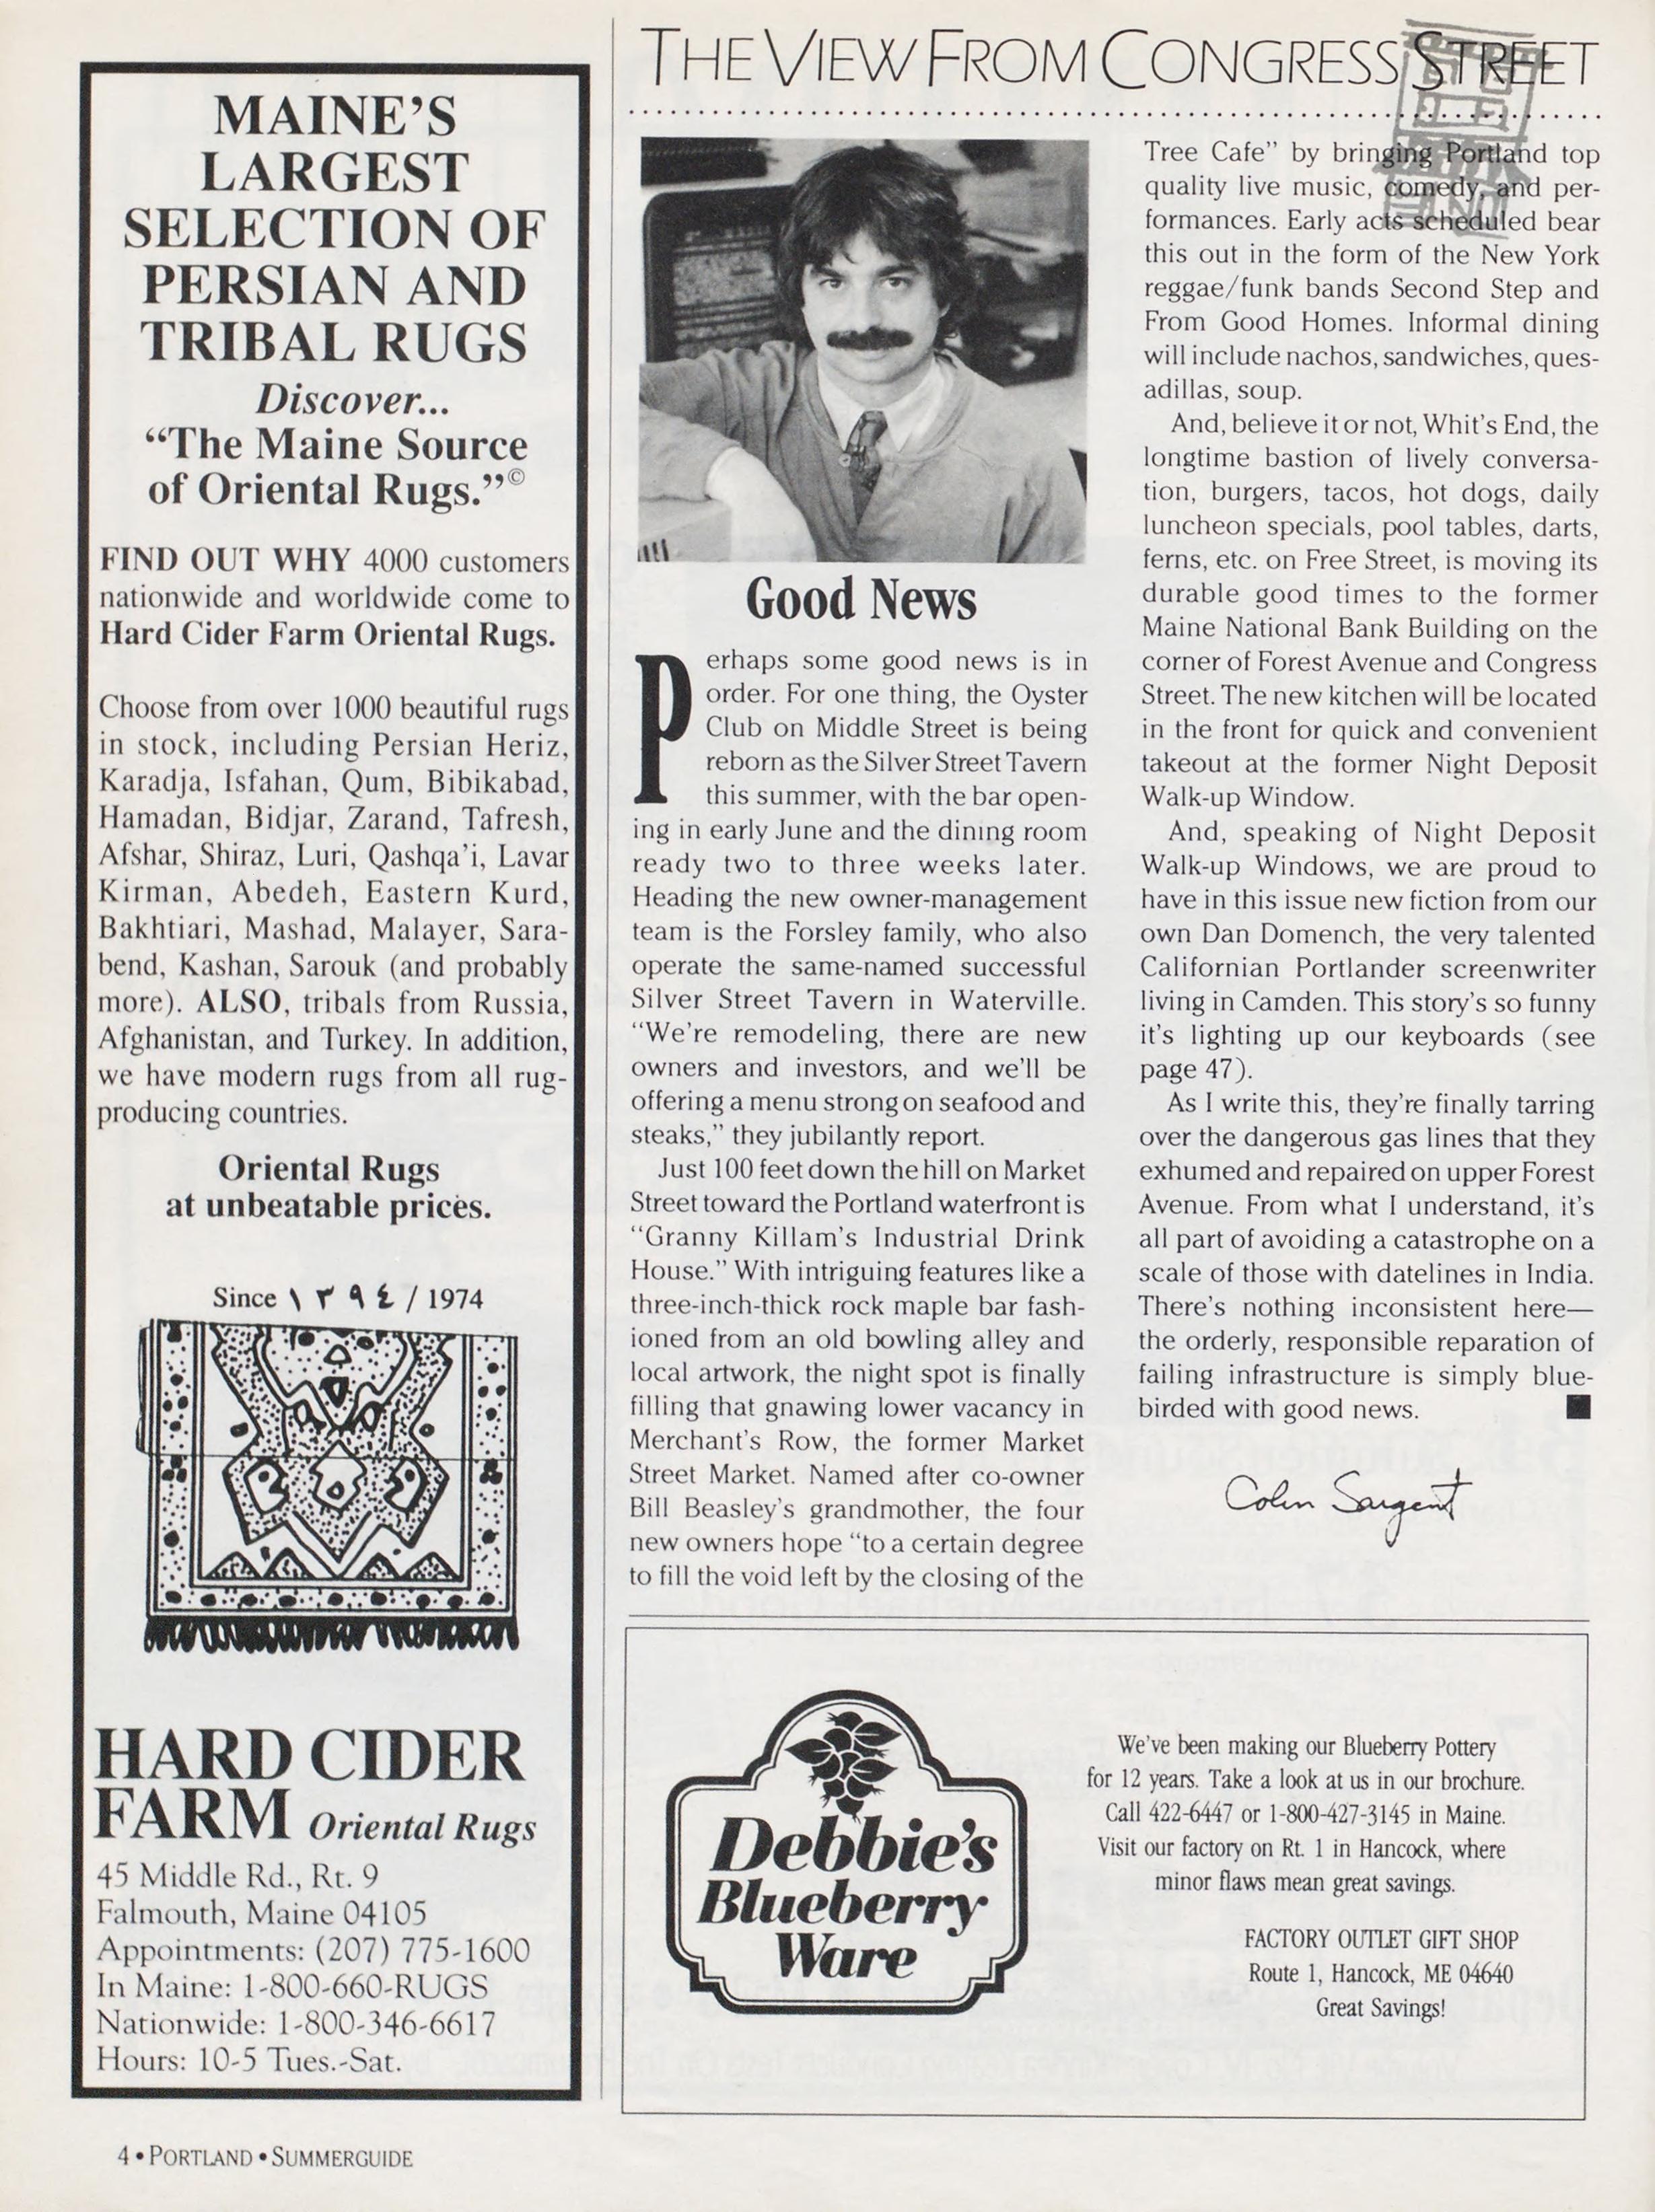 MAINE'S
LARGEST
SELECTION OF
PERSIAN AND
TRIBAL RUGS
Discover...
“The Maine Source
of Oriental Rugs.”©
FIND OUT WHY 4000 customers
nationwide and worldwide come to
Hard Cider Farm Oriental Rugs.
Choose from over 1000 beautiful rugs
in stock, including Persian Heriz,
Karadja, Isfahan, Qum, Bibikabad,
Hamadan, Bidjar, Zarand, Tafresh,
Afshar, Shiraz, Luri, Qashqa'i, Lavar
Kirman, Abedeh, Eastern Kurd,
Bakhtiari, Mashad, Malayer, Sara-
bend, Kashan, Sarouk (and probably
more). ALSO, tribals from Russia,
Afghanistan, and Turkey. In addition,
we have modern rugs from all rug-
producing countries.
Oriental Rugs
at unbeatable prices.
Since ١٣٩٤ / 1974
HARD CIDER
FARM Oriental Rugs
45 Middle Rd., Rt. 9
Falmouth, Maine 04105
Appointments: (207) 775-1600
In Maine: 1-800-660-RUGS
Nationwide: 1-800-346-6617
Hours: 10-5 Tues.-Sat.
THE VIEW FROM CONGRESS STREET
Good News
Perhaps some good news is in
order. For one thing, the Oyster
Club on Middle Street is being
reborn as the Silver Street Tavern
this summer, with the bar open-
ing in early June and the dining room
ready two to three weeks later.
Heading the new owner-management
team is the Forsley family, who also
operate the same-named successful
Silver Street Tavern in Waterville.
“We're remodeling, there are new
owners and investors, and we'll be
offering a menu strong on seafood and
steaks,” they jubilantly report.
Just 100 feet down the hill on Market
Street toward the Portland waterfront is
“Granny Killam's Industrial Drink
House.” With intriguing features like a
three-inch-thick rock maple bar fash-
ioned from an old bowling alley and
local artwork, the night spot is finally
filling that gnawing lower vacancy in
Merchant's Row, the former Market
Street Market. Named after co-owner
Bill Beasley's grandmother, the four
new owners hope “to a certain degree
to fill the void left by the closing of the
Tree Cafe” by bringing Portland top
quality live music, comedy, and per-
formances. Early acts scheduled bear
this out in the form of the New York
reggae/funk bands Second Step and
From Good Homes. Informal dining
will include nachos, sandwiches, ques-
adillas, soup.
And, believe it or not, Whit's End, the
longtime bastion of lively conversa-
tion, burgers, tacos, hot dogs, daily
luncheon specials, pool tables, darts,
ferns, etc. on Free Street, is moving its
durable good times to the former
Maine National Bank Building on the
corner of Forest Avenue and Congress
Street. The new kitchen will be located
in the front for quick and convenient
takeout at the former Night Deposit
Walk-up Window.
And, speaking of Night Deposit
Walk-up Windows, we are proud to
have in this issue new fiction from our
own Dan Domench, the very talented
Californian Portlander screenwriter
living in Camden. This story's so funny
it's lighting up our keyboards (see
page 47).
As I write this, they're finally tarring
over the dangerous gas lines that they
exhumed and repaired on upper Forest
Avenue. From what I understand, it's
all part of avoiding a catastrophe on a
scale of those with datelines in India.
There's nothing inconsistent here—
the orderly, responsible reparation of
failing infrastructure is simply blue-
birded with good news.
Colin Sargent
Debbie's
Blueberry
Ware
We've been making our Blueberry Pottery
for 12 years. Take a look at us in our brochure.
Call 422-6447 or 1-800-427-3145 in Maine.
Visit our factory on Rt. 1 in Hancock, where
minor flaws mean great savings.
FACTORY OUTLET GIFT SHOP
Route 1, Hancock, ME 04640
Great Savings!
4 • PORTLAND • SUMMERGUIDE